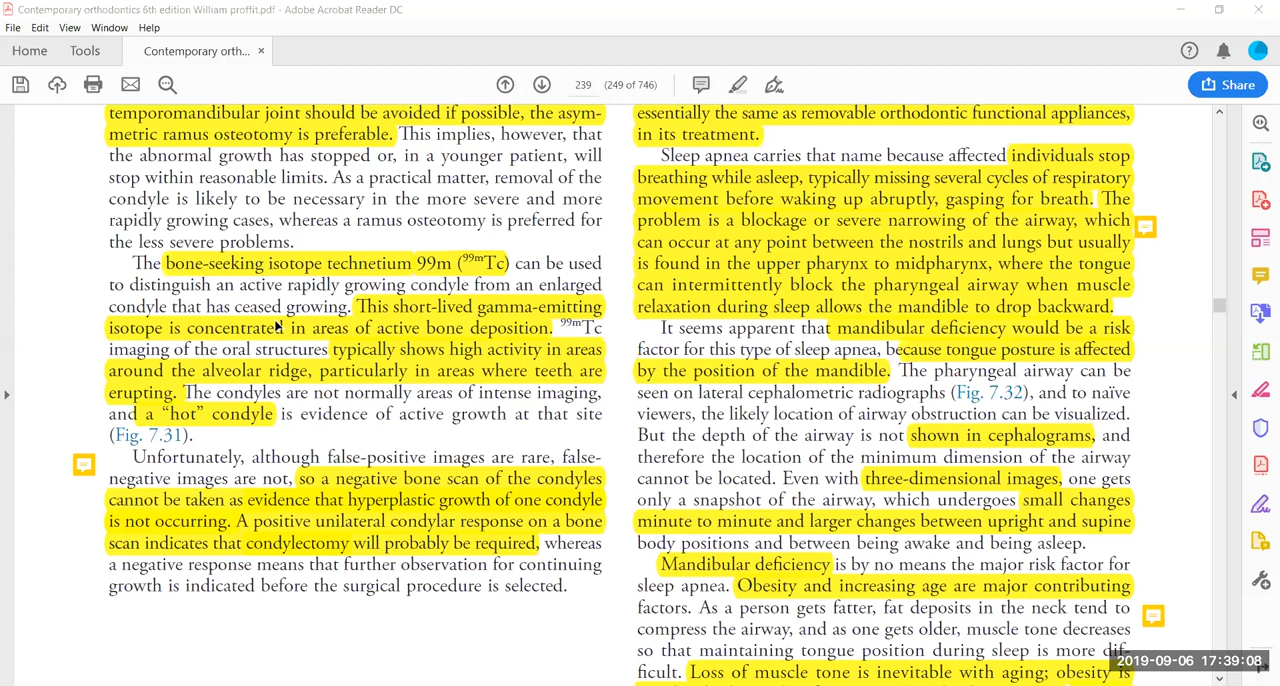 Contemporary orthodontics 6th edition William proffit.pdf - Adobe Acrobat Reader DC
File Edit View Window Help
Home Tools Contemporary orth... ×
239 (249 of 746)
Share
temporomandibular joint should be avoided if possible, the asym-
metric ramus osteotomy is preferable. This implies, however, that
the abnormal growth has stopped or, in a younger patient, will
stop within reasonable limits. As a practical matter, removal of the
condyle is likely to be necessary in the more severe and more
rapidly growing cases, whereas a ramus osteotomy is preferred for
the less severe problems.
The bone-seeking isotope technetium 99m (99mTc) can be used
to distinguish an active rapidly growing condyle from an enlarged
condyle that has ceased growing. This short-lived gamma-emitting
isotope is concentrated in areas of active bone deposition. 99mTc
imaging of the oral structures typically shows high activity in areas
around the alveolar ridge, particularly in areas where teeth are
erupting. The condyles are not normally areas of intense imaging,
and a “hot” condyle is evidence of active growth at that site
(Fig. 7.31).
Unfortunately, although false-positive images are rare, false-
negative images are not, so a negative bone scan of the condyles
cannot be taken as evidence that hyperplastic growth of one condyle
is not occurring. A positive unilateral condylar response on a bone
scan indicates that condylectomy will probably be required, whereas
a negative response means that further observation for continuing
growth is indicated before the surgical procedure is selected.
essentially the same as removable orthodontic functional appliances,
in its treatment.
Sleep apnea carries that name because affected individuals stop
breathing while asleep, typically missing several cycles of respiratory
movement before waking up abruptly, gasping for breath. The
problem is a blockage or severe narrowing of the airway, which
can occur at any point between the nostrils and lungs but usually
is found in the upper pharynx to midpharynx, where the tongue
can intermittently block the pharyngeal airway when muscle
relaxation during sleep allows the mandible to drop backward.
It seems apparent that mandibular deficiency would be a risk
factor for this type of sleep apnea, because tongue posture is affected
by the position of the mandible. The pharyngeal airway can be
seen on lateral cephalometric radiographs (Fig. 7.32), and to naïve
viewers, the likely location of airway obstruction can be visualized.
But the depth of the airway is not shown in cephalograms, and
therefore the location of the minimum dimension of the airway
cannot be located. Even with three-dimensional images, one gets
only a snapshot of the airway, which undergoes small changes
minute to minute and larger changes between upright and supine
body positions and between being awake and being asleep.
Mandibular deficiency is by no means the major risk factor for
sleep apnea. Obesity and increasing age are major contributing
factors. As a person gets fatter, fat deposits in the neck tend to
compress the airway, and as one gets older, muscle tone decreases
so that maintaining tongue position during sleep is more dif-
ficult. Loss of muscle tone is inevitable with aging; obesity is
2019-09-06 17:39:08